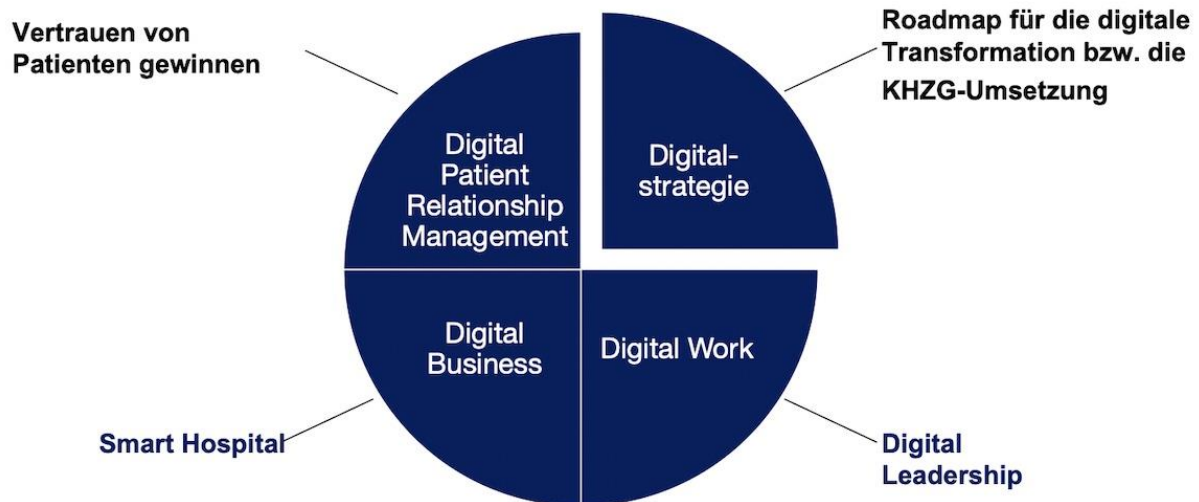 Vertrauen von
Patienten gewinnen
Roadmap für die digitale
Transformation bzw. die
KHZG-Umsetzung
Digital
Patient
Relationship
Management
Digital-
strategie
Digital
Business
Digital Work
Smart Hospital
Digital
Leadership